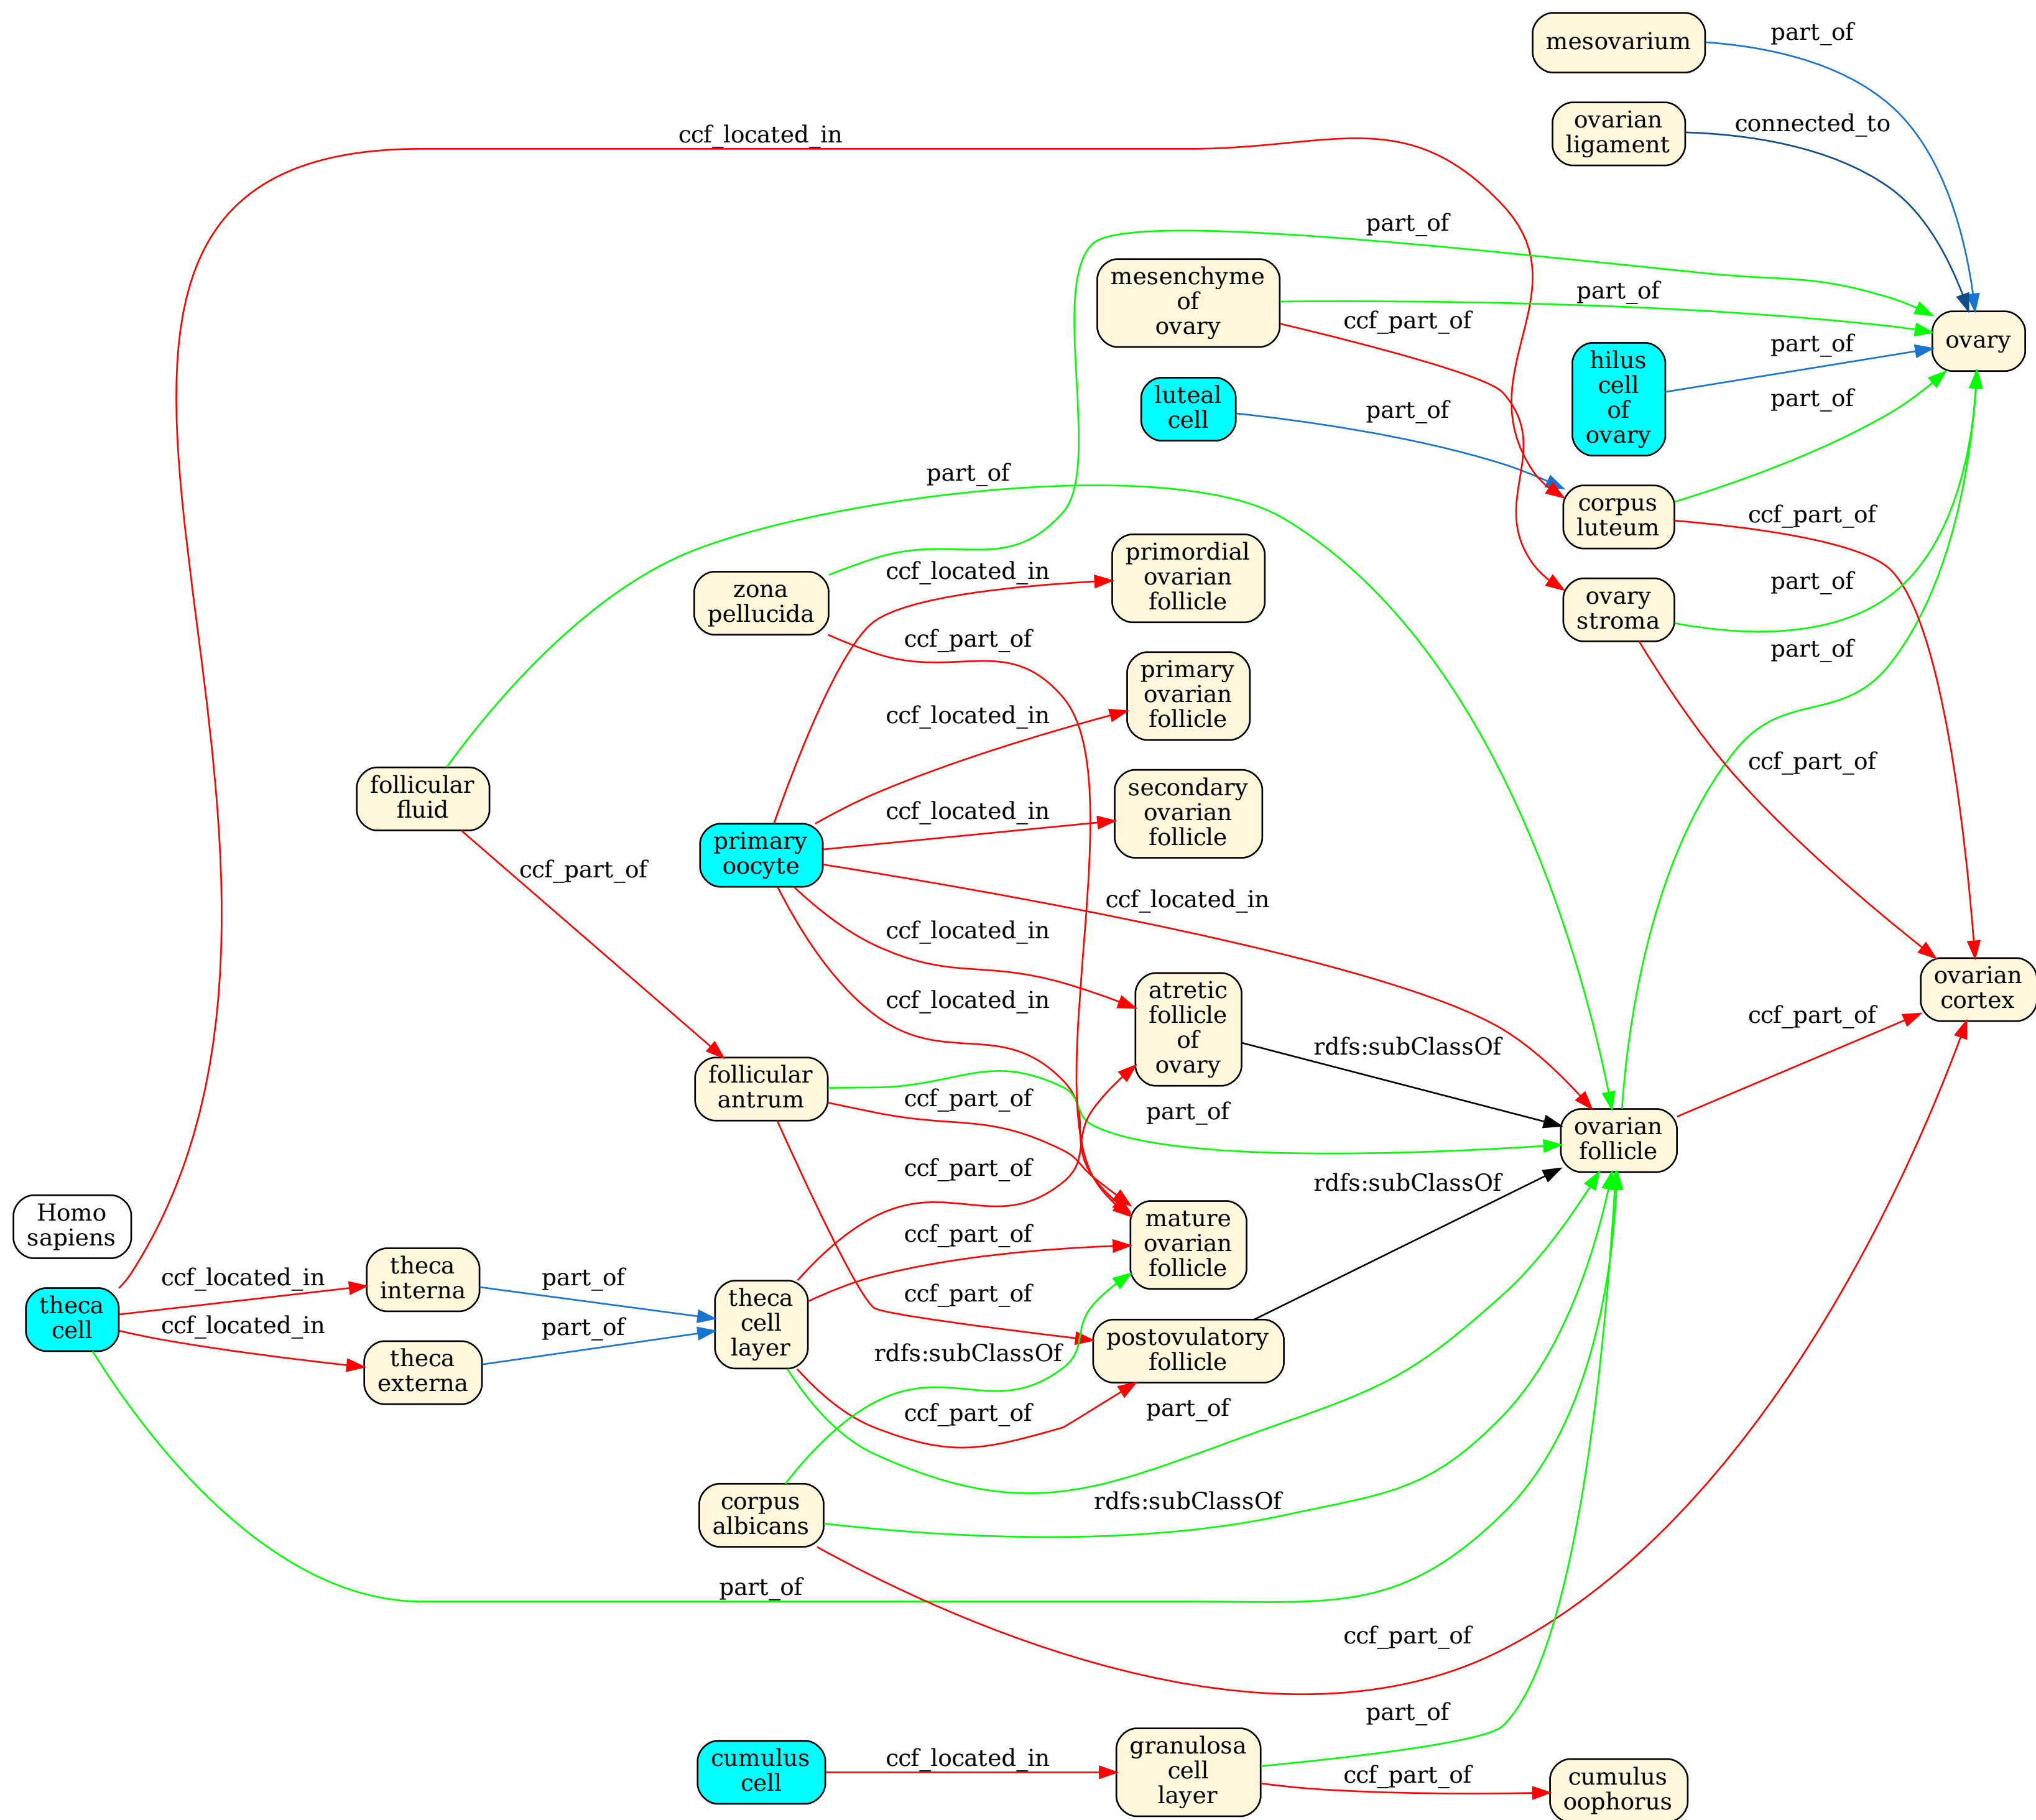 mesovarium
part_of
ovarian
ligament
connected_to
ccf_located_in
part_of
mesenchyme
of
ovary
part_of
ccf_part_of
ovary
hilus
cell
of
ovary
part_of
luteal
cell
part_of
part_of
corpus
luteum
ccf_part_of
part_of
zona
pellucida
ccf_located_in
primordial
ovarian
follicle
ovary
stroma
part_of
part_of
ccf_part_of
primary
ovarian
follicle
ccf_located_in
ccf_part_of
follicular
fluid
secondary
ovarian
follicle
ccf_located_in
primary
oocyte
ccf_part_of
ccf_located_in
ccf_located_in
ccf_located_in
atretic
follicle
of
ovary
ovarian
cortex
ccf_part_of
rdfs:subClassOf
follicular
antrum
ccf_part_of
part_of
ovarian
follicle
ccf_part_of
rdfs:subClassOf
Homo
sapiens
mature
ovarian
follicle
ccf_part_of
theca
interna
ccf_located_in
part_of
theca
cell
ccf_located_in
part_of
theca
externa
theca
cell
layer
ccf_part_of
postovulatory
follicle
rdfs:subClassOf
ccf_part_of
part_of
corpus
albicans
rdfs:subClassOf
part_of
ccf_part_of
part_of
cumulus
cell
ccf_located_in
granulosa
cell
layer
ccf_part_of
cumulus
oophorus